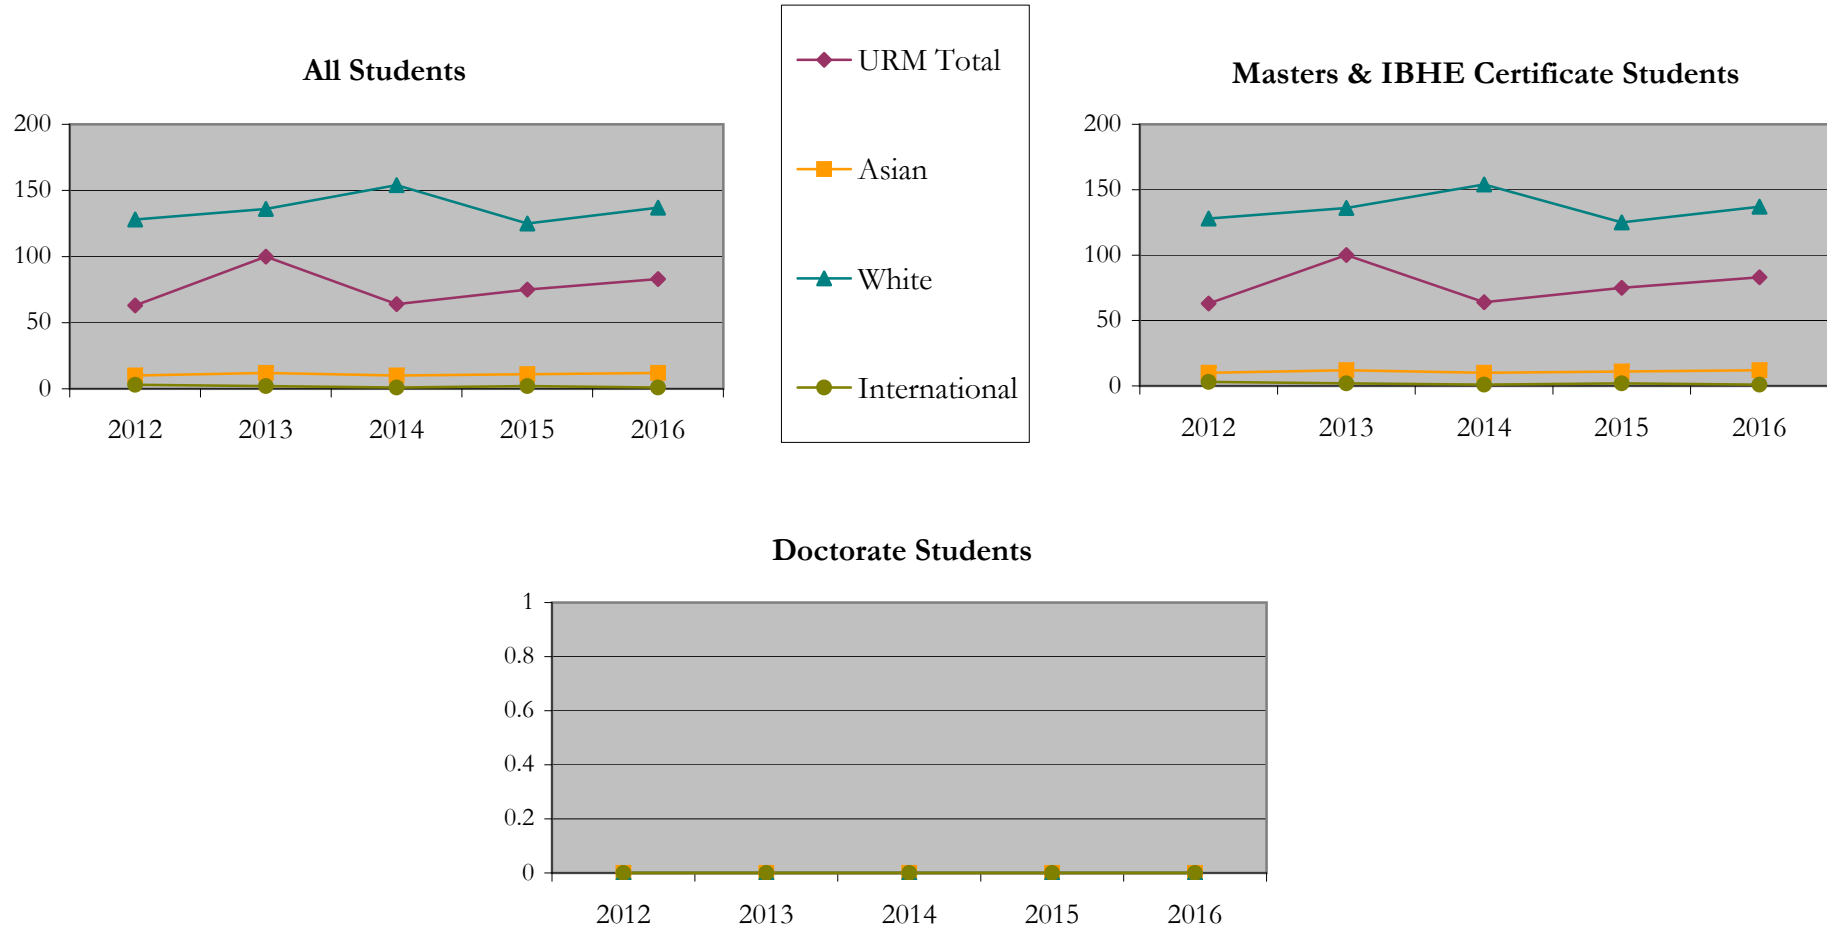 All Students
200
150
100
50
0
2012 2013 2014 2015 2016
URM Total
Asian
White
International
Masters & IBHE Certificate Students
200
150
100
50
0
2012 2013 2014 2015 2016
Doctorate Students
1
0.8
0.6
0.4
0.2
0
2012 2013 2014 2015 2016